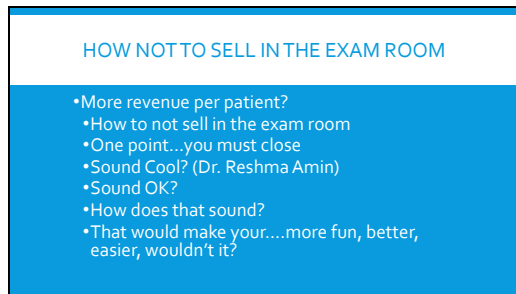 HOW NOT TO SELL IN THE EXAM ROOM
•More revenue per patient?
•How to not sell in the exam room
•One point...you must close
•Sound Cool? (Dr. Reshma Amin)
•Sound OK?
•How does that sound?
•That would make your....more fun, better,
easier, wouldn't it?